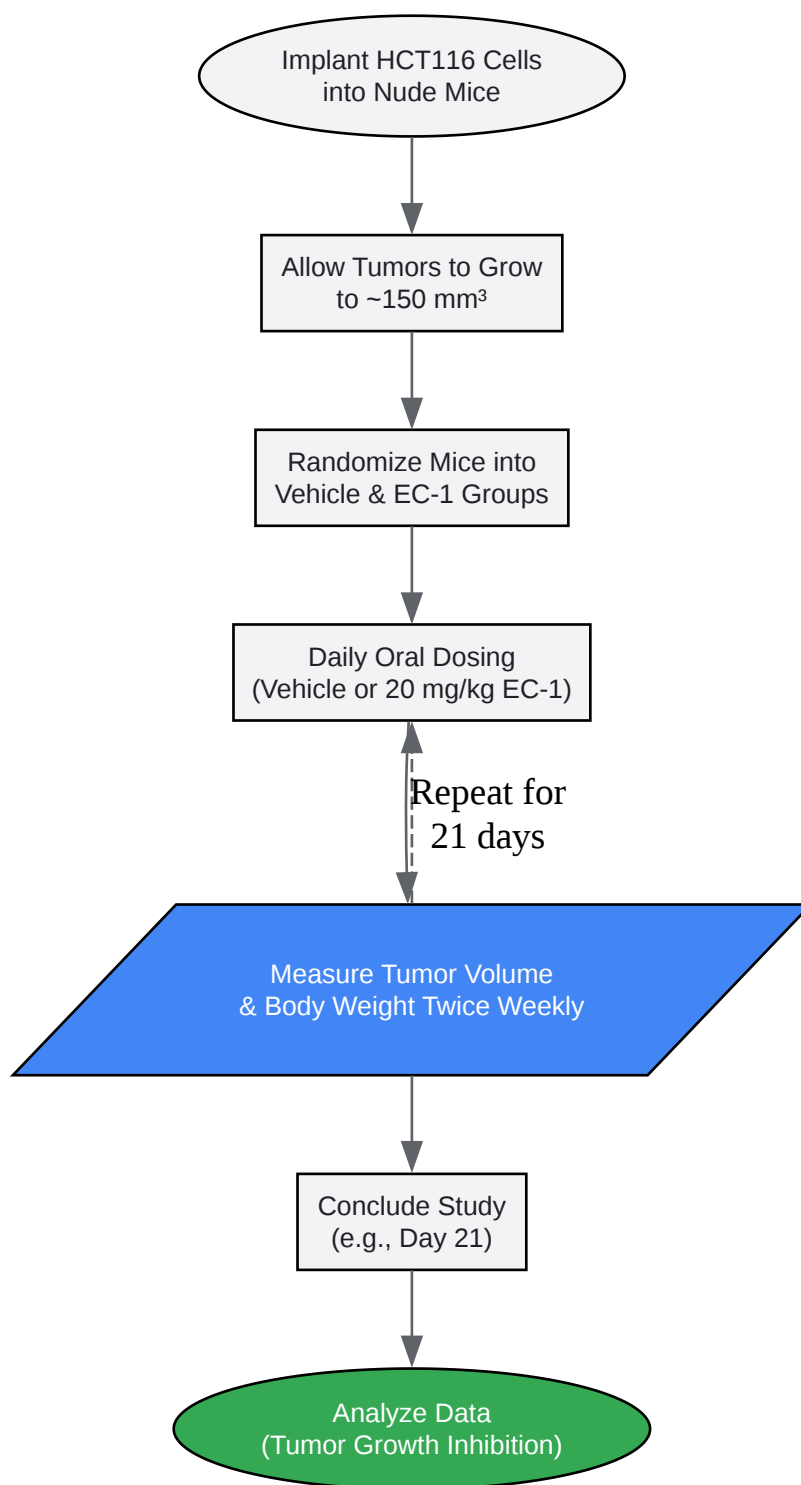 Implant HCT116 Cells
into Nude Mice
Allow Tumors to Grow
to ~150 mm³
Randomize Mice into
Vehicle & EC-1 Groups
Daily Oral Dosing
(Vehicle or 20 mg/kg EC-1)
Repeat for
21 days
Measure Tumor Volume
& Body Weight Twice Weekly
Conclude Study
(e.g., Day 21)
Analyze Data
(Tumor Growth Inhibition)